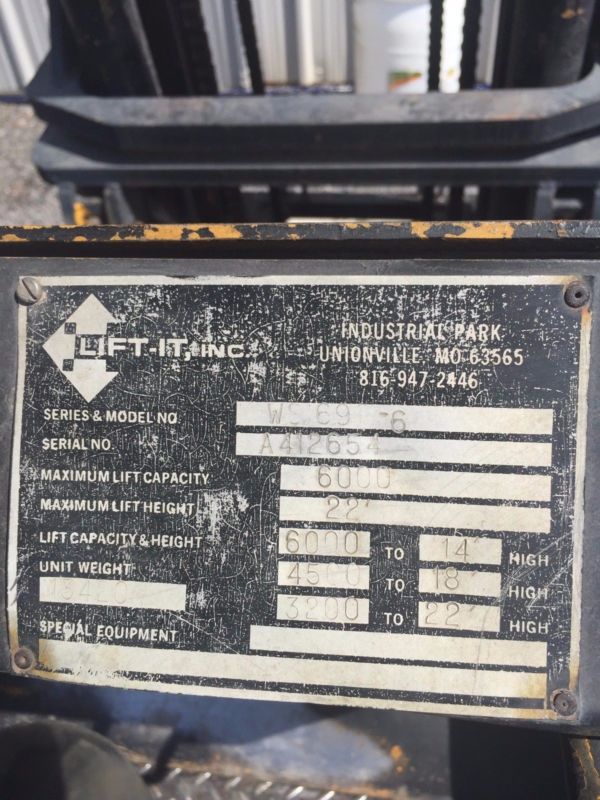 LIFT-IT, INC.
INDUSTRIAL PARK
UNIONVILLE, MO. 63565
816-947-2446
SERIES & MODEL NO.
SERIAL NO. A412654
MAXIMUM LIFT CAPACITY 6000
MAXIMUM LIFT HEIGHT 22'
LIFT CAPACITY & HEIGHT 6000 TO 14' HIGH
UNIT WEIGHT TO 18' HIGH
3200 TO 22' HIGH
SPECIAL EQUIPMENT